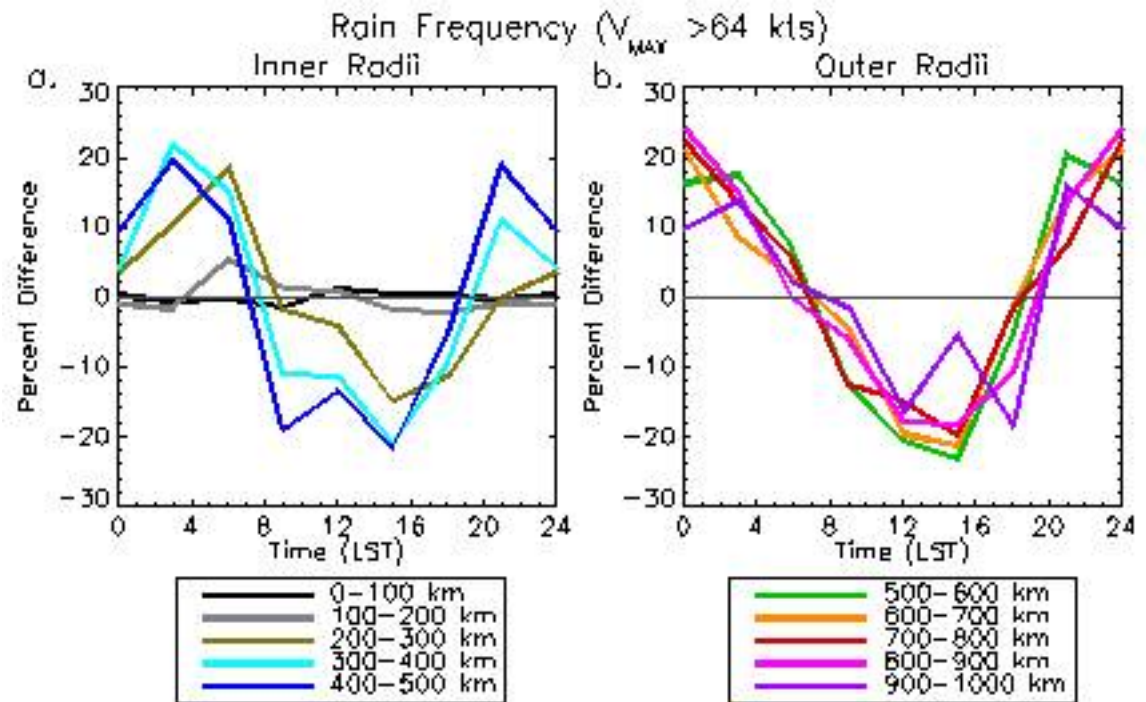 Rain Frequency (VMAX >64 kts)
a. Inner Radii
30
20
10
0
-10
-20
-30
Percent Difference
0 4 8 12 16 20 24
Time (LST)
0-100 km
100-200 km
200-300 km
300-400 km
400-500 km
b. Outer Radii
30
20
10
0
-10
-20
-30
Percent Difference
0 4 8 12 16 20 24
Time (LST)
500-600 km
600-700 km
700-800 km
800-900 km
900-1000 km